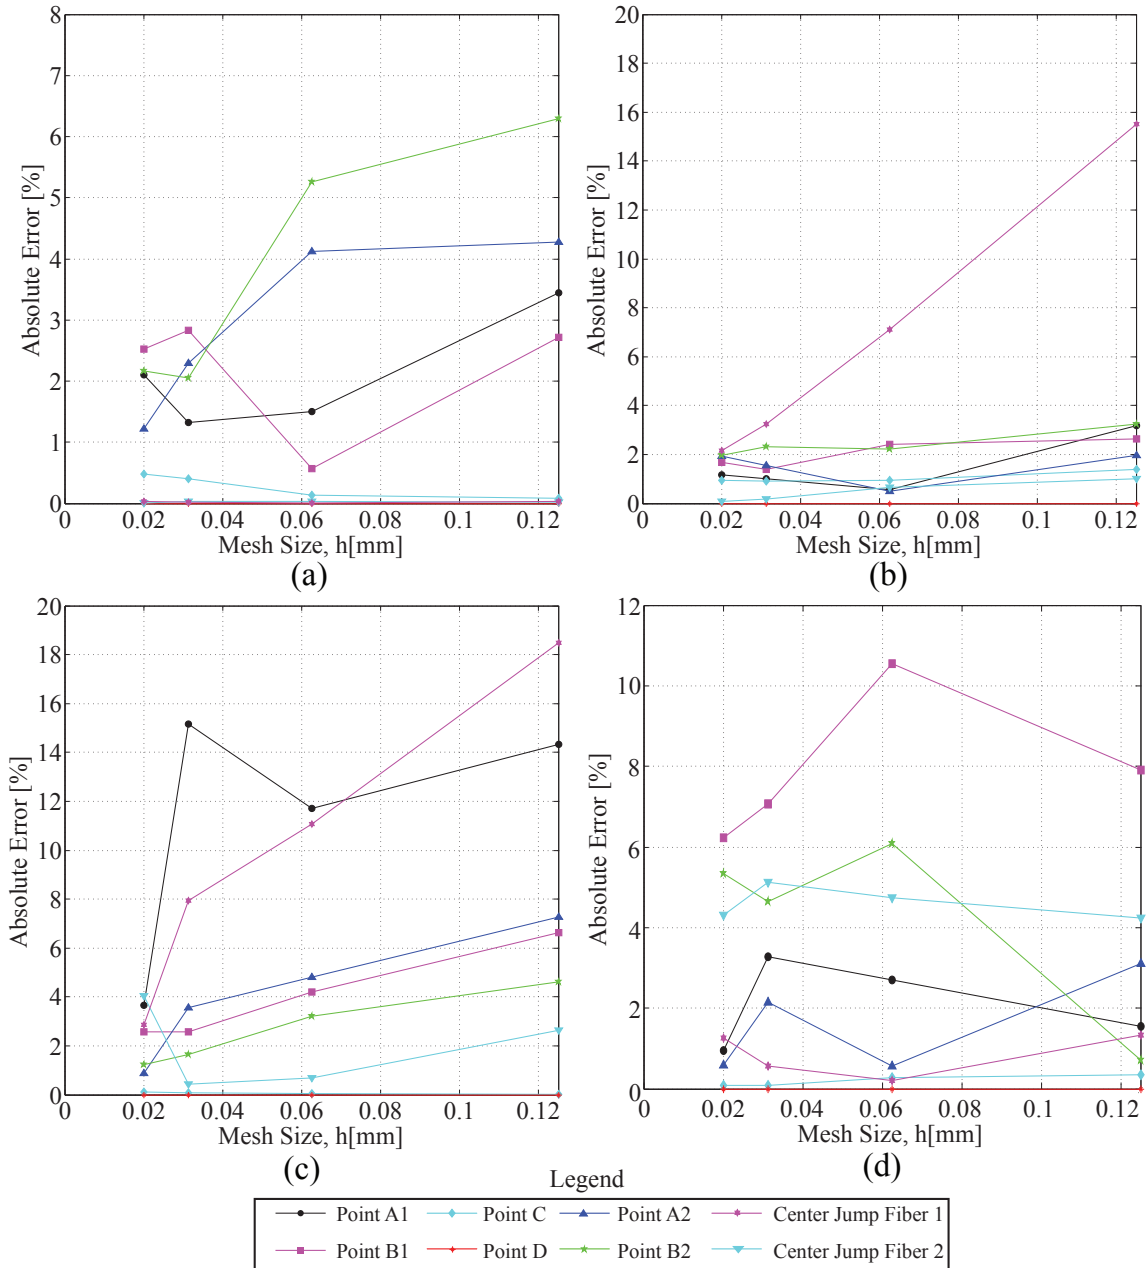 8
7
6
5
4
3
2
1
0
Absolute Error [%]
0 0.02 0.04 0.06 0.08 0.1 0.12
Mesh Size, h[mm]
(a)
20
18
16
14
12
10
8
6
4
2
0
Absolute Error [%]
0 0.02 0.04 0.06 0.08 0.1 0.12
Mesh Size, h[mm]
(b)
20
18
16
14
12
10
8
6
4
2
0
Absolute Error [%]
0 0.02 0.04 0.06 0.08 0.1 0.12
Mesh Size, h[mm]
(c)
12
10
8
6
4
2
0
Absolute Error [%]
0 0.02 0.04 0.06 0.08 0.1 0.12
Mesh Size, h[mm]
(d)
Legend
Point A1 Point C Point A2 Center Jump Fiber 1
Point B1 Point D Point B2 Center Jump Fiber 2